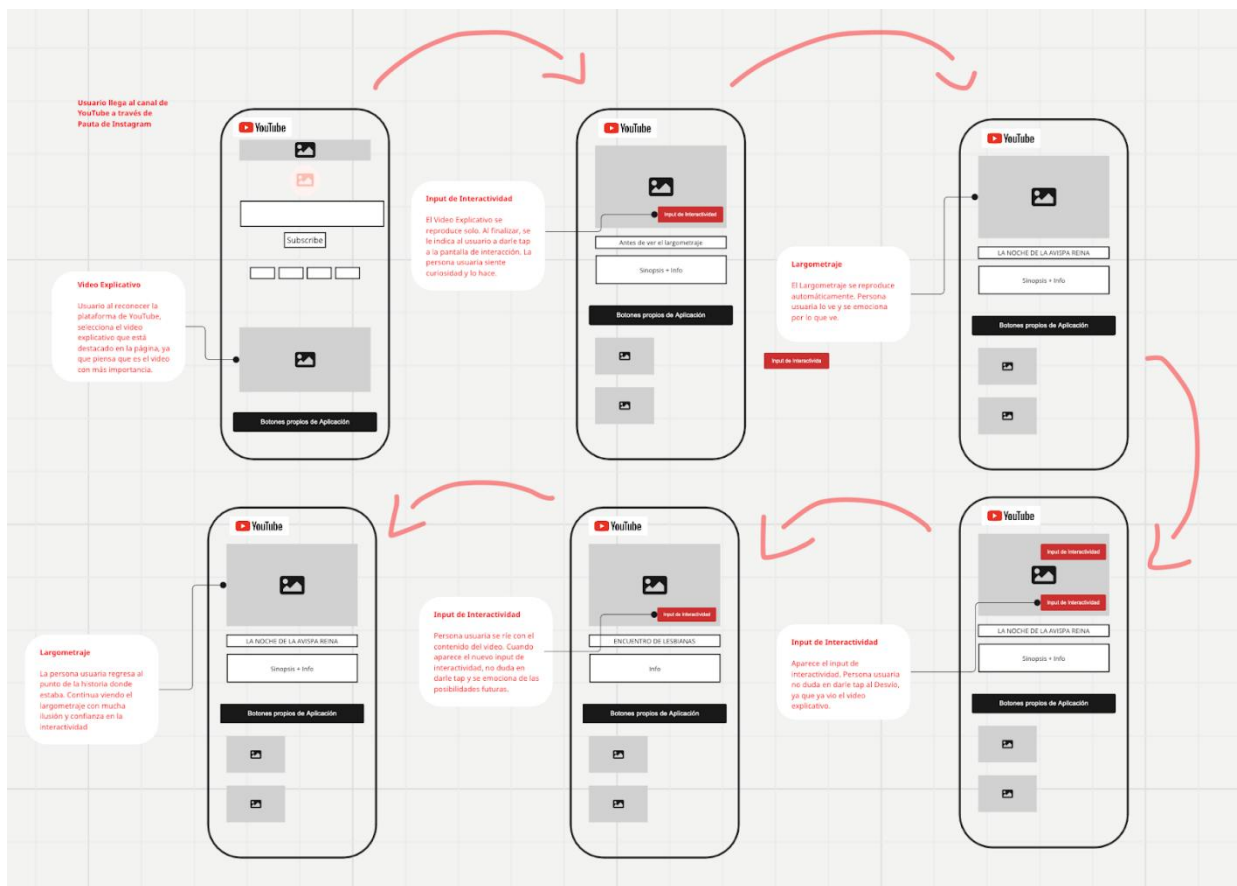 Usuario llega al canal de
YouTube a través de
Pauta de Instagram
YouTube
Subscribe
Video Explicativo
Usuario al reconocer la
plataforma de YouTube,
selecciona el video
explicativo que está
destacado en la página, ya
que piensa que es el video
con más importancia.
Botones propios de Aplicación
YouTube
Input de Interactividad
Input de Interactividad
El Video Explicativo se
reproduce solo. Al finalizar, se
le indica al usuario a darle tap
a la pantalla de interacción. La
persona usuaria siente
curiosidad y lo hace.
Antes de ver el largometraje
Sinopsis + Info
Botones propios de Aplicación
Input de Interactivida
YouTube
Largometraje
El Largometraje se reproduce
automáticamente. Persona
usuaria lo ve y se emociona
por lo que ve.
LA NOCHE DE LA AVISPA REINA
Sinopsis + Info
Botones propios de Aplicación
YouTube
LA NOCHE DE LA AVISPA REINA
Sinopsis + Info
Largometraje
La persona usuaria regresa al
punto de la historia donde
estaba. Continua viendo el
largometraje con mucha
ilusión y confianza en la
interactividad
Botones propios de Aplicación
YouTube
Input de Interactividad
Input de Interactividad
Persona usuaria se ríe con el
contenido del video. Cuando
aparece el nuevo input de
interactividad, no duda en
darle tap y se emociona de las
posibilidades futuras.
ENCUENTRO DE LESBIANAS
Info
Botones propios de Aplicación
YouTube
Input de Interactividad
Input de Interactividad
Input de Interactividad
Aparece el input de
interactividad. Persona usuaria
no duda en darle tap al Desvío,
ya que ya vio el video
explicativo.
LA NOCHE DE LA AVISPA REINA
Sinopsis + Info
Botones propios de Aplicación